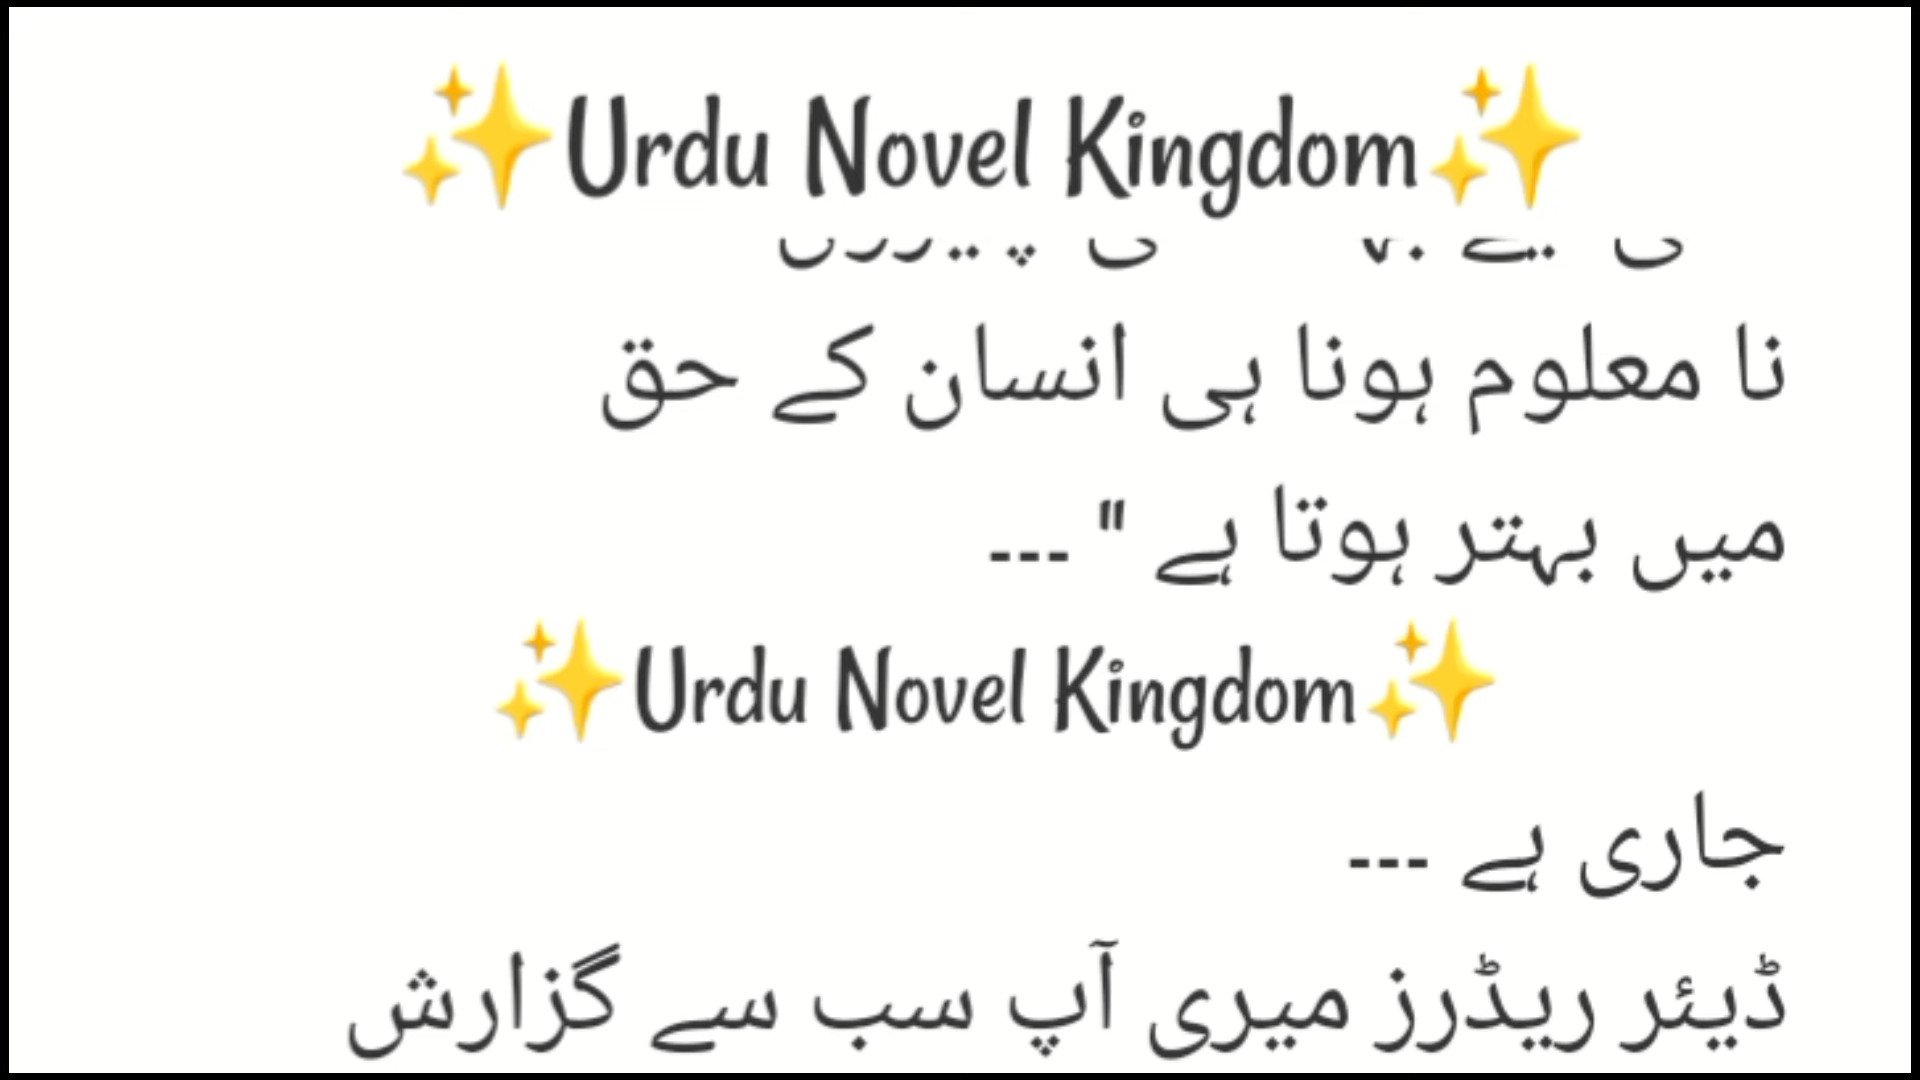 ✨Urdu Novel Kingdom✨
نا معلوم ہونا ہی انسان کے حق
میں بہتر ہوتا ہے " ---
✨Urdu Novel Kingdom✨
جاری ہے ---
ڈیئر ریڈرز میری آپ سب سے گزارش